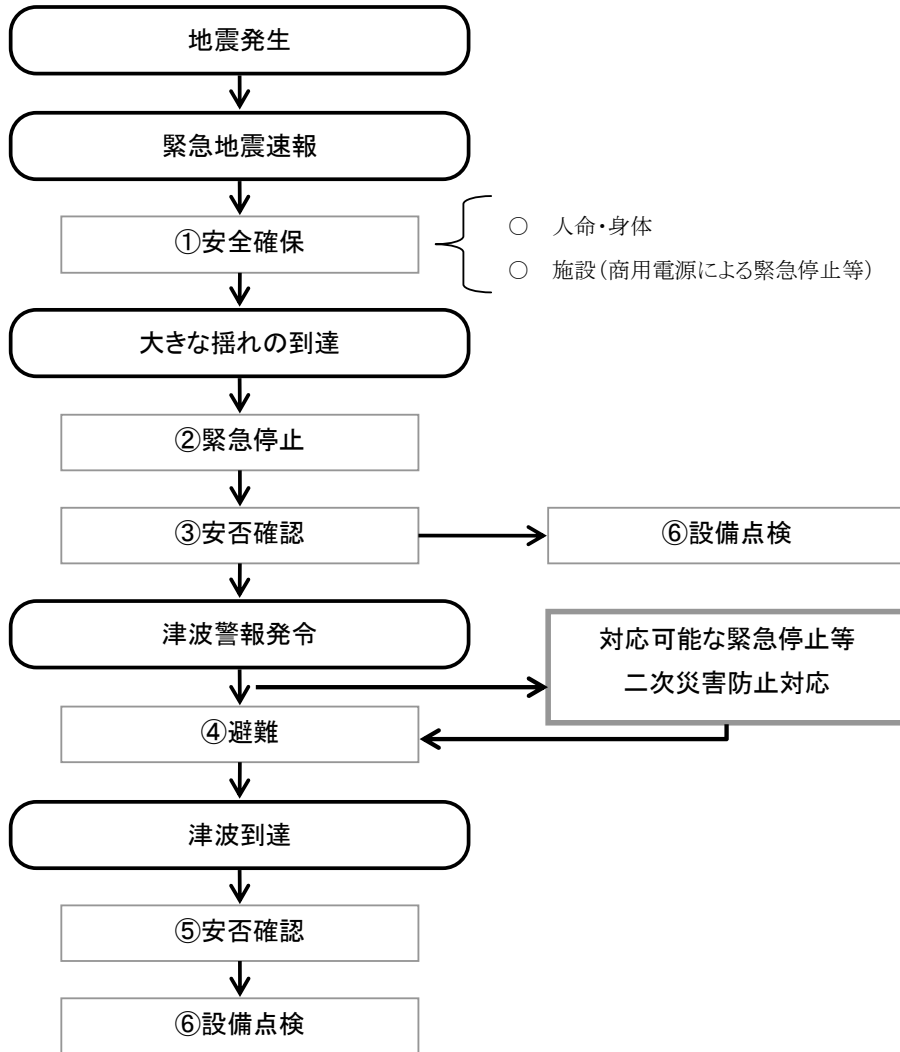 地震発生
緊急地震速報
①安全確保
○ 人命・身体
○ 施設(商用電源による緊急停止等)
大きな揺れの到達
②緊急停止
③安否確認
⑥設備点検
津波警報発令
対応可能な緊急停止等
二次災害防止対応
④避難
津波到達
⑤安否確認
⑥設備点検